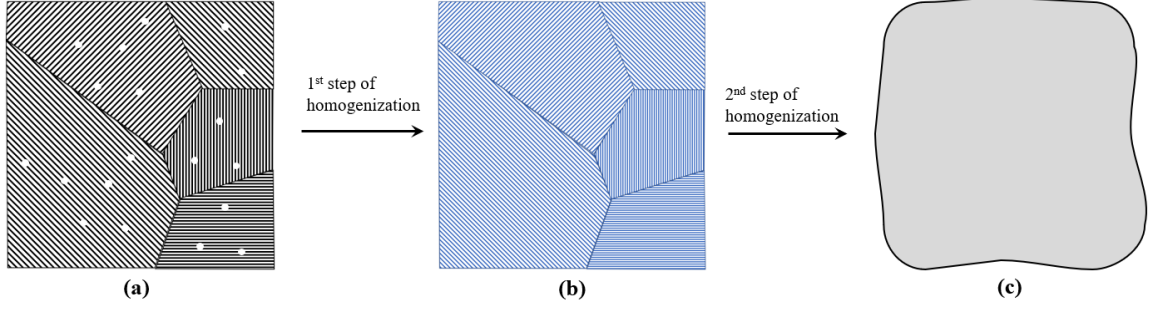 1st step of
homogenization
2nd step of
homogenization
(a)
(b)
(c)